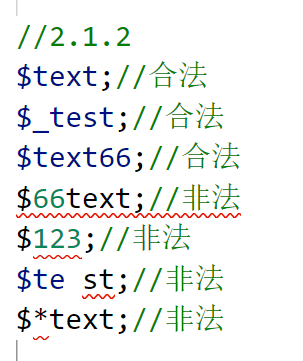 //2.1.2
$text;//合法
$_test;//合法
$text66;//合法
$66text;//非法
$123;//非法
$te st;//非法
$*text;//非法